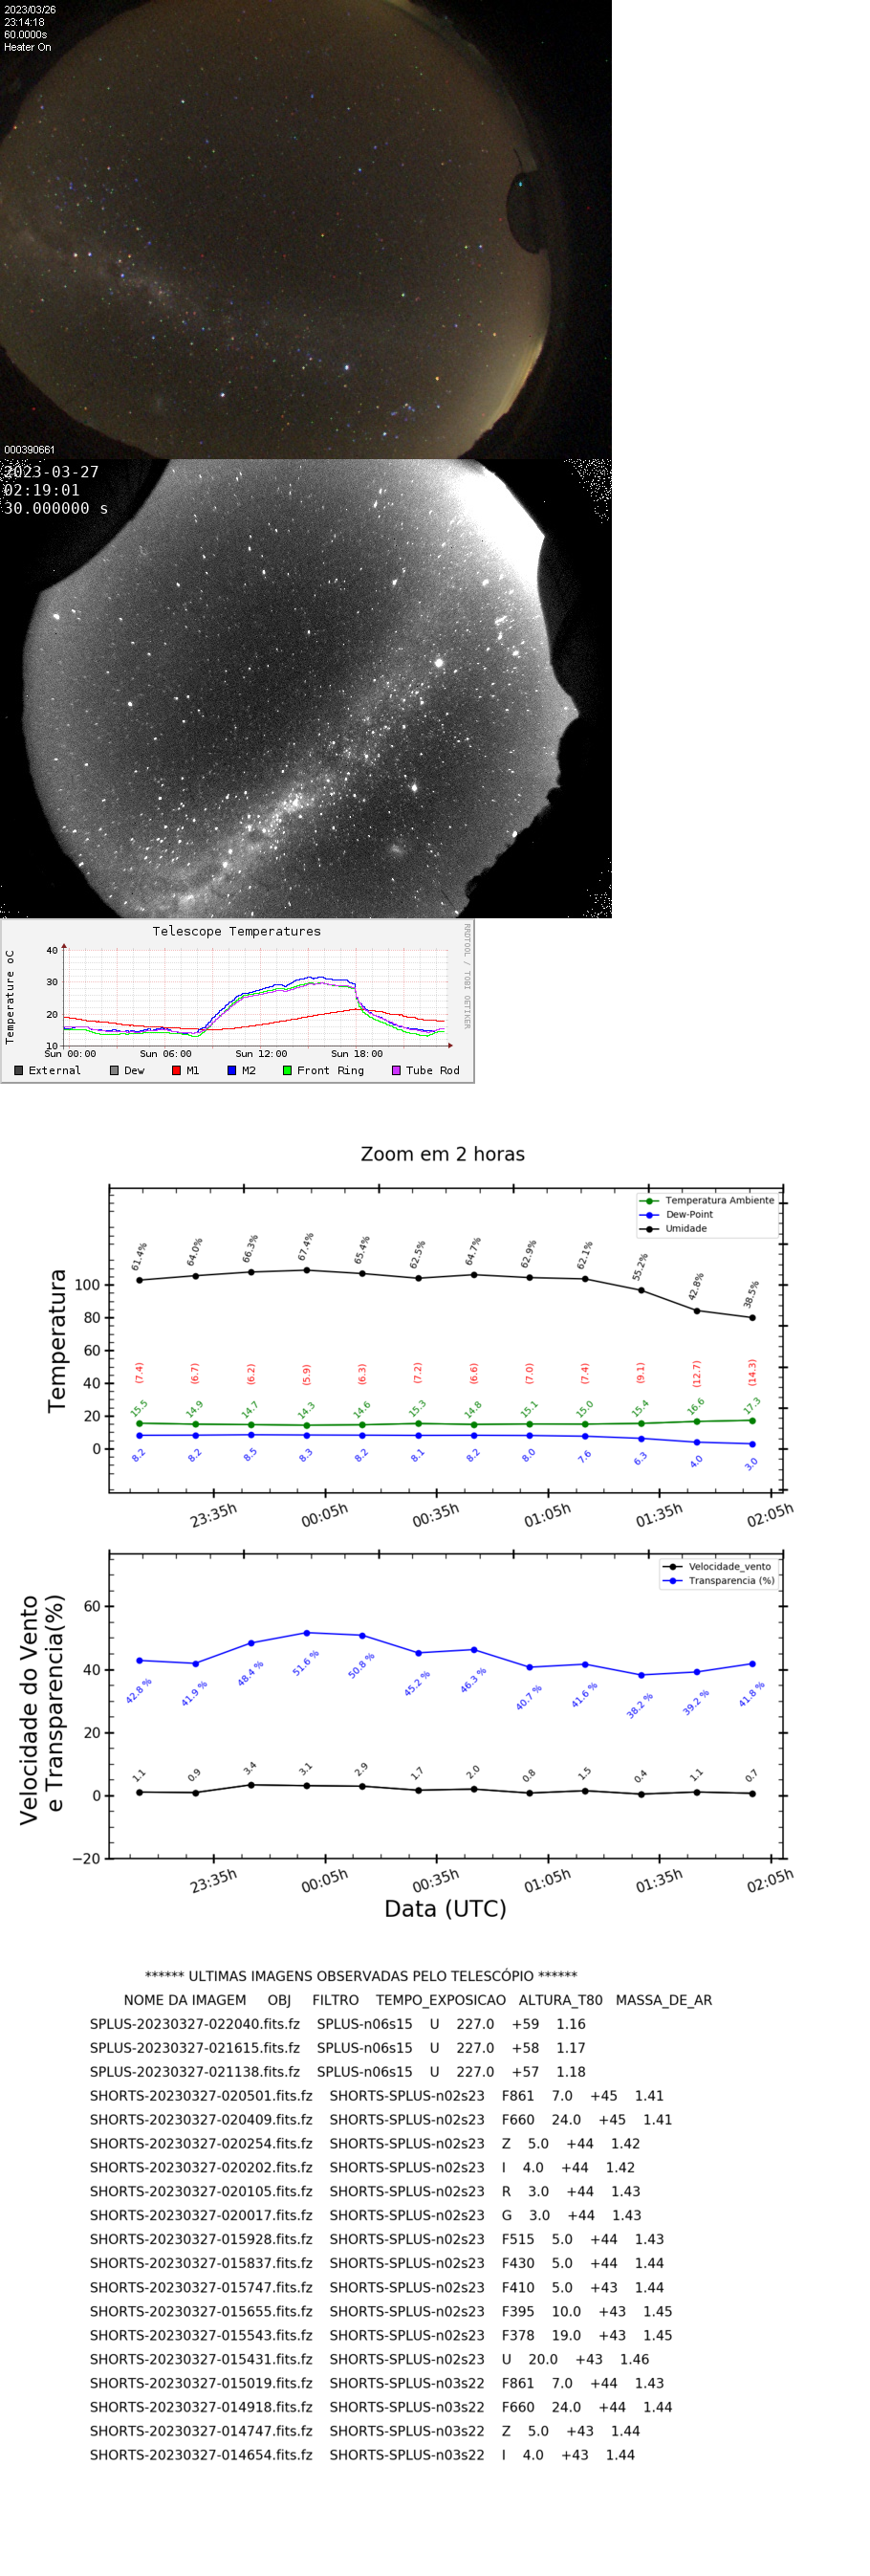 2023/03/26
23:14:18
60.0000s
Heater On
000390661
2023-03-27
02:19:01
30.000000 s
Telescope Temperatures
RRDTOOL / TOBI OETIKER
Temperature oC
40
30
20
10
Sun 00:00 Sun 06:00 Sun 12:00 Sun 18:00
External Dew M1 M2 Front Ring Tube Rod
Zoom em 2 horas
Temperatura Ambiente
Dew-Point
Umidade
Temperatura
100
80
60
40
20
0
61.4% 64.0% 66.3% 67.4% 65.4% 62.5% 64.7% 62.9% 62.1% 55.2% 42.8% 38.5%
(7.4) (6.7) (6.2) (5.9) (6.3) (7.2) (6.6) (7.0) (7.4) (9.1) (12.7) (14.3)
15.5 14.9 14.7 14.3 14.6 15.3 14.8 15.1 15.0 15.4 16.6 17.3
8.2 8.2 8.5 8.3 8.2 8.1 8.2 8.0 7.6 6.3 4.0 3.0
23:35h 00:05h 00:35h 01:05h 01:35h 02:05h
Velocidade_vento
Transparencia (%)
Velocidade do Vento
e Transparencia(%)
60
40
20
0
−20
42.8 % 41.9 % 48.4 % 51.6 % 50.8 % 45.2 % 46.3 % 40.7 % 41.6 % 38.2 % 39.2 % 41.8 %
1.1 0.9 3.4 3.1 2.9 1.7 2.0 0.8 1.5 0.4 1.1 0.7
23:35h 00:05h 00:35h 01:05h 01:35h 02:05h
Data (UTC)
****** ULTIMAS IMAGENS OBSERVADAS PELO TELESCÓPIO ******
NOME DA IMAGEM OBJ FILTRO TEMPO_EXPOSICAO ALTURA_T80 MASSA_DE_AR
SPLUS-20230327-022040.fits.fz SPLUS-n06s15 U 227.0 +59 1.16
SPLUS-20230327-021615.fits.fz SPLUS-n06s15 U 227.0 +58 1.17
SPLUS-20230327-021138.fits.fz SPLUS-n06s15 U 227.0 +57 1.18
SHORTS-20230327-020501.fits.fz SHORTS-SPLUS-n02s23 F861 7.0 +45 1.41
SHORTS-20230327-020409.fits.fz SHORTS-SPLUS-n02s23 F660 24.0 +45 1.41
SHORTS-20230327-020254.fits.fz SHORTS-SPLUS-n02s23 Z 5.0 +44 1.42
SHORTS-20230327-020202.fits.fz SHORTS-SPLUS-n02s23 I 4.0 +44 1.42
SHORTS-20230327-020105.fits.fz SHORTS-SPLUS-n02s23 R 3.0 +44 1.43
SHORTS-20230327-020017.fits.fz SHORTS-SPLUS-n02s23 G 3.0 +44 1.43
SHORTS-20230327-015928.fits.fz SHORTS-SPLUS-n02s23 F515 5.0 +44 1.43
SHORTS-20230327-015837.fits.fz SHORTS-SPLUS-n02s23 F430 5.0 +44 1.44
SHORTS-20230327-015747.fits.fz SHORTS-SPLUS-n02s23 F410 5.0 +43 1.44
SHORTS-20230327-015655.fits.fz SHORTS-SPLUS-n02s23 F395 10.0 +43 1.45
SHORTS-20230327-015543.fits.fz SHORTS-SPLUS-n02s23 F378 19.0 +43 1.45
SHORTS-20230327-015431.fits.fz SHORTS-SPLUS-n02s23 U 20.0 +43 1.46
SHORTS-20230327-015019.fits.fz SHORTS-SPLUS-n03s22 F861 7.0 +44 1.43
SHORTS-20230327-014918.fits.fz SHORTS-SPLUS-n03s22 F660 24.0 +44 1.44
SHORTS-20230327-014747.fits.fz SHORTS-SPLUS-n03s22 Z 5.0 +43 1.44
SHORTS-20230327-014654.fits.fz SHORTS-SPLUS-n03s22 I 4.0 +43 1.44